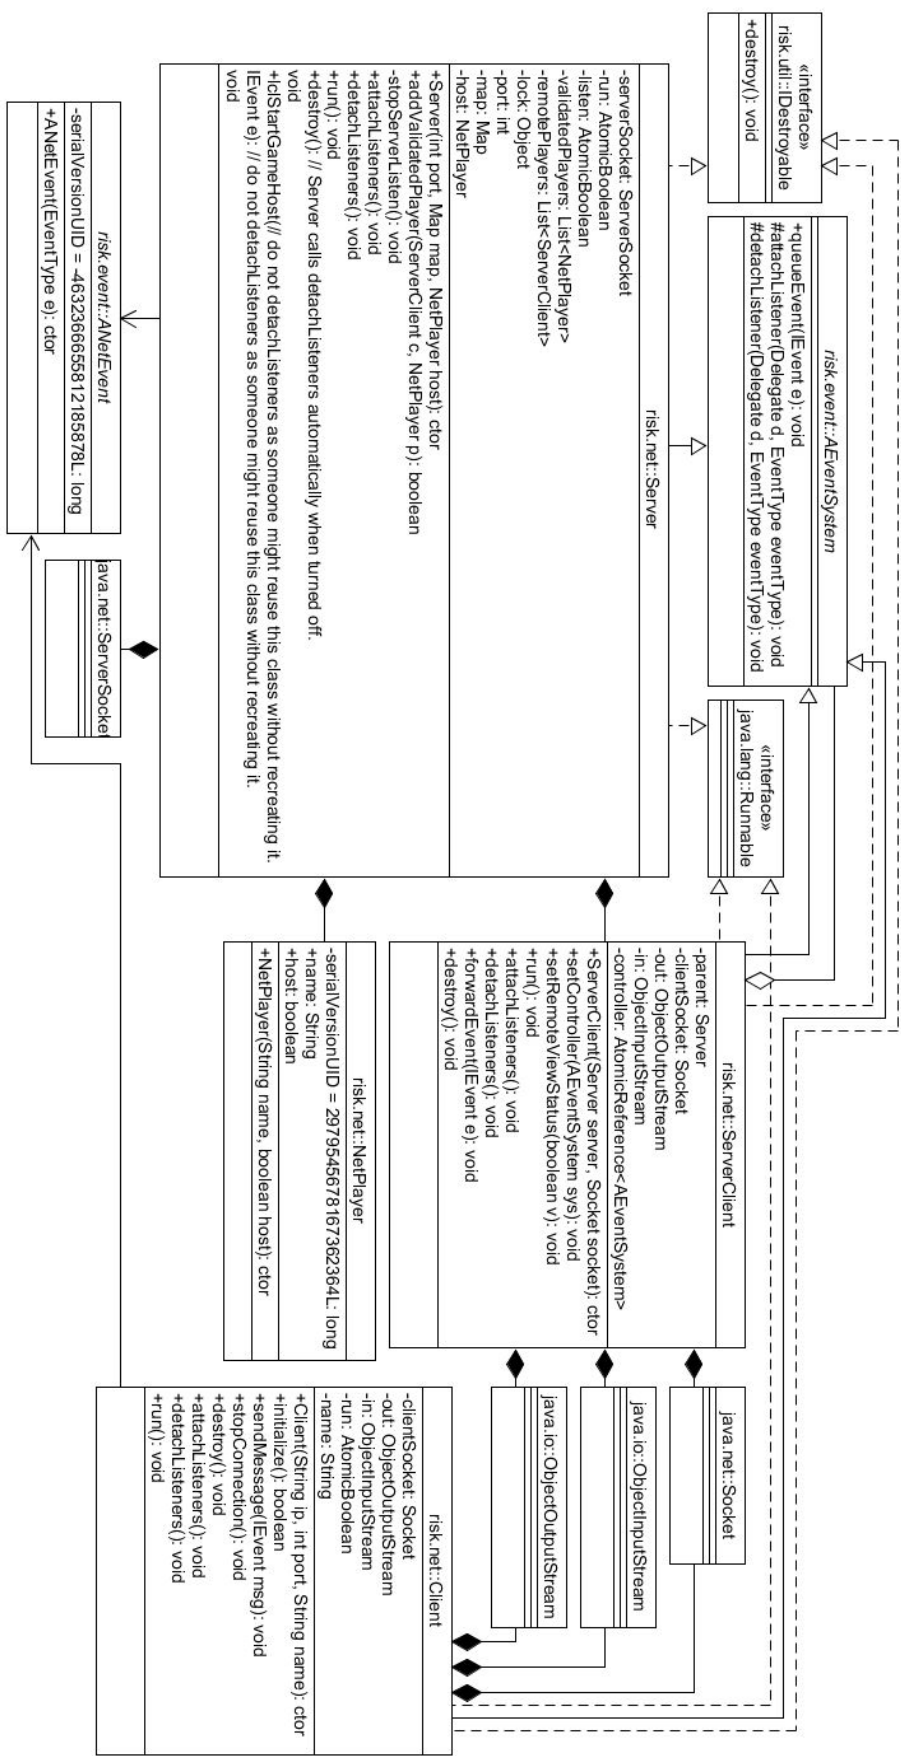 «interface»
risk.util::IDestroyable
+destroy(): void
risk.event::AEventSystem
+queueEvent(IEvent e): void
#attachListener(Delegate d, EventType eventType): void
#detachListener(Delegate d, EventType eventType): void
«interface»
java.lang::Runnable
risk.net::Server
-serverSocket: ServerSocket
-run: AtomicBoolean
-listen: AtomicBoolean
-validatedPlayers: List<NetPlayer>
-remotePlayers: List<ServerClient>
-lock: Object
-port: int
-map: Map
-host: NetPlayer
+Server(int port, Map map, NetPlayer host): ctor
+addValidatedPlayer(ServerClient c, NetPlayer p): boolean
-stopServerListen(): void
+attachListeners(): void
+detachListeners(): void
+run(): void
+destroy(): // Server calls detachListeners automatically when turned off.
void
+lclStartGameHost(// do not detachListeners as someone might reuse this class without recreating it.
IEvent e): // do not detachListeners as someone might reuse this class without recreating it.
void
risk.net::ServerClient
-parent: Server
-clientSocket: Socket
-out: ObjectOutputStream
-in: ObjectInputStream
-controller: AtomicReference<AEventSystem>
+ServerClient(Server server, Socket socket): ctor
+setController(AEventSystem sys): void
+setRemoteViewStatus(boolean v): void
+run(): void
+attachListeners(): void
+detachListeners(): void
+forwardEvent(IEvent e): void
+destroy(): void
java.net::Socket
java.io::ObjectInputStream
java.io::ObjectOutputStream
risk.net::NetPlayer
-serialVersionUID = 2979545678167362364L: long
+name: String
+host: boolean
+NetPlayer(String name, boolean host): ctor
risk.net::Client
-clientSocket: Socket
-out: ObjectOutputStream
-in: ObjectInputStream
-run: AtomicBoolean
-name: String
+Client(String ip, int port, String name): ctor
+initialize(): boolean
+sendMessage(IEvent msg): void
+stopConnection(): void
+destroy(): void
+attachListeners(): void
+detachListeners(): void
+run(): void
risk.event::ANetEvent
-serialVersionUID = -4632366655812185878L: long
+ANetEvent(EventType e): ctor
java.net::ServerSocket